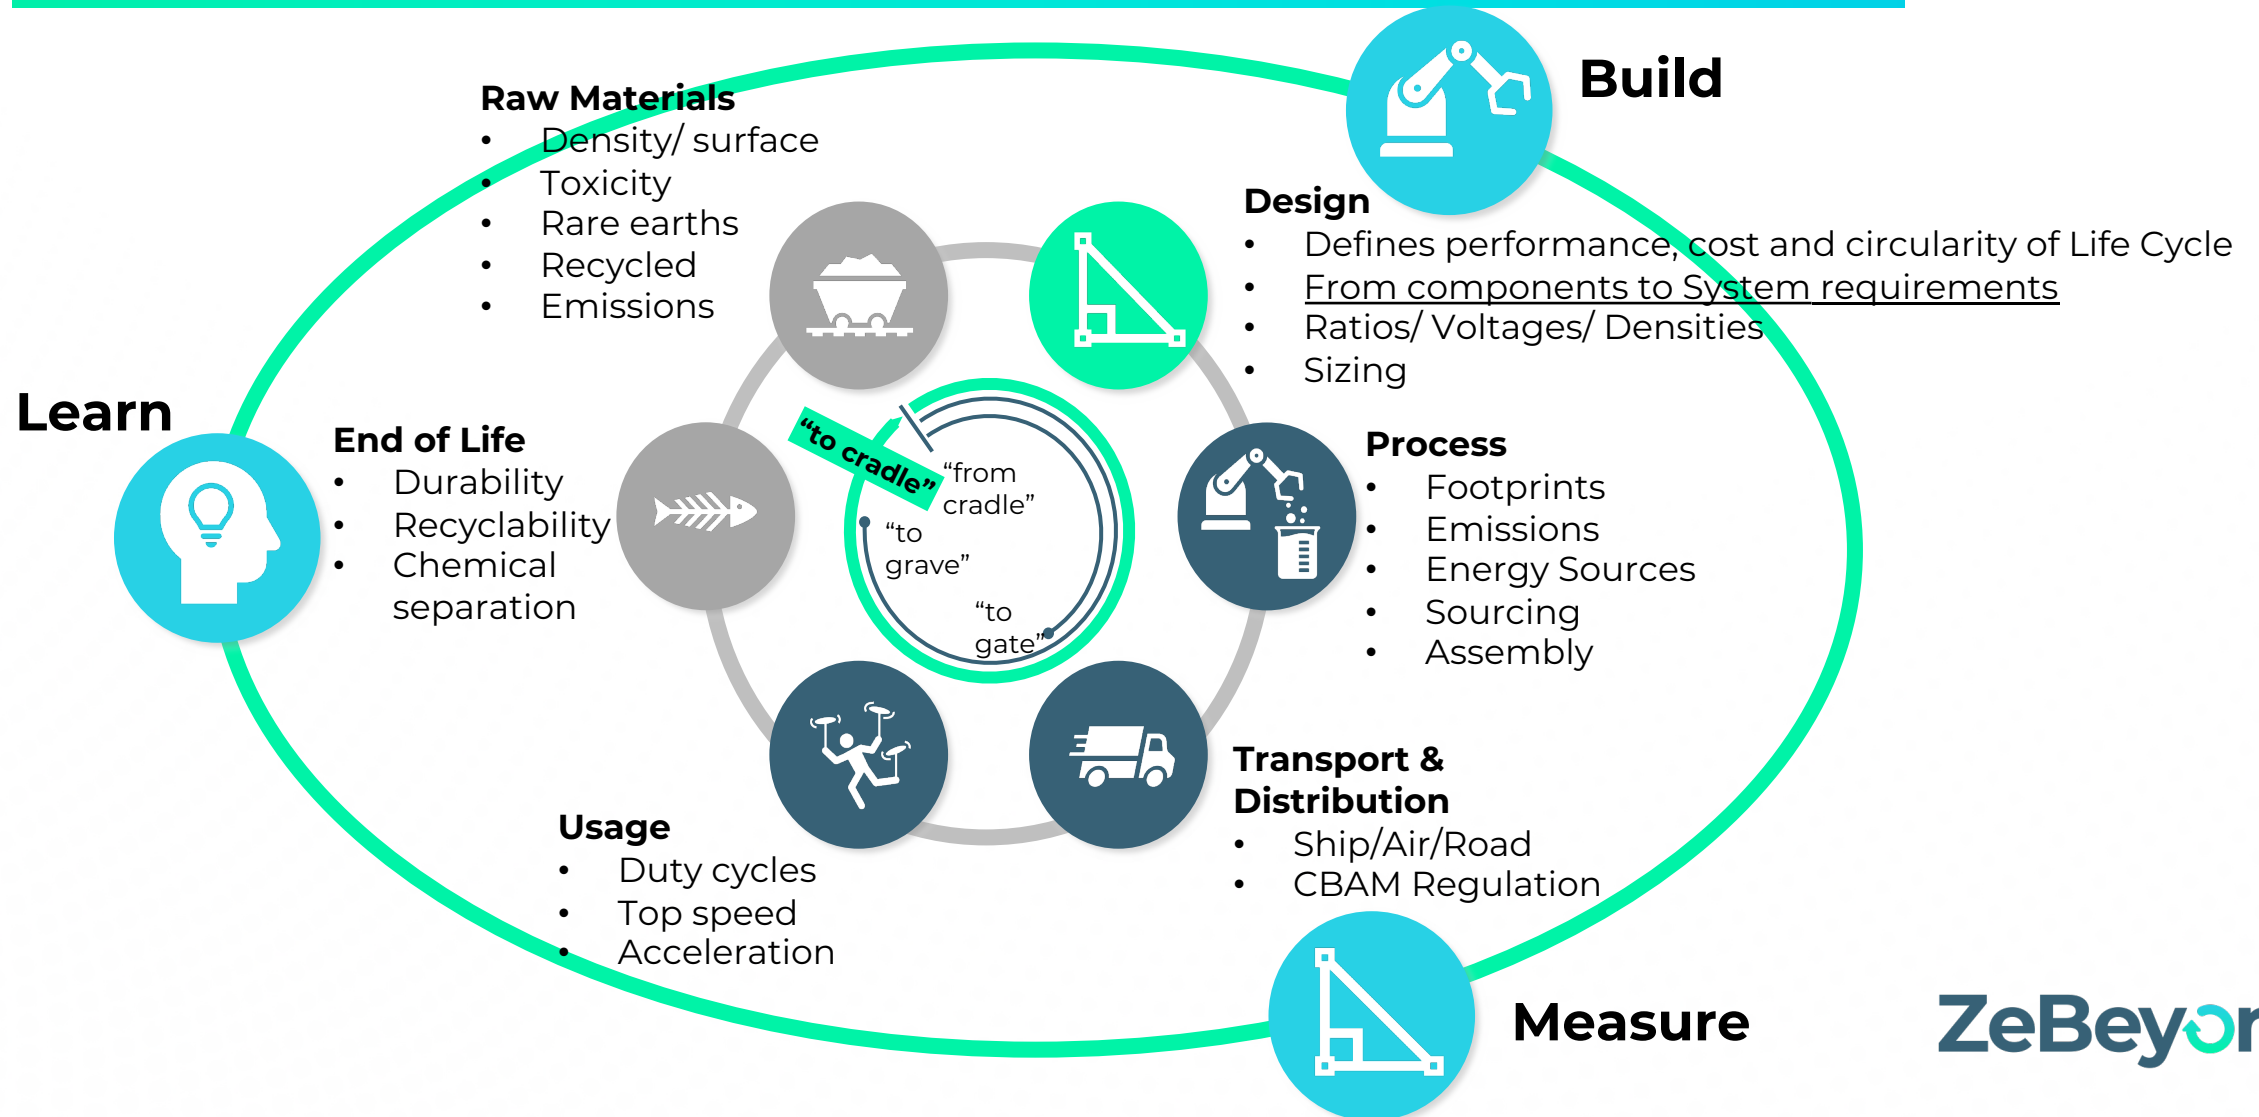 Build
Raw Materials
• Density/ surface
• Toxicity
• Rare earths
• Recycled
• Emissions
Design
• Defines performance, cost and circularity of Life Cycle
• From components to System requirements
• Ratios/ Voltages/ Densities
• Sizing
Learn
End of Life
• Durability
• Recyclability
• Chemical
separation
“to cradle”
“from
cradle”
“to
grave”
“to
gate”
Process
• Footprints
• Emissions
• Energy Sources
• Sourcing
• Assembly
Usage
• Duty cycles
• Top speed
• Acceleration
Transport &
Distribution
• Ship/Air/Road
• CBAM Regulation
Measure
ZeBeyor